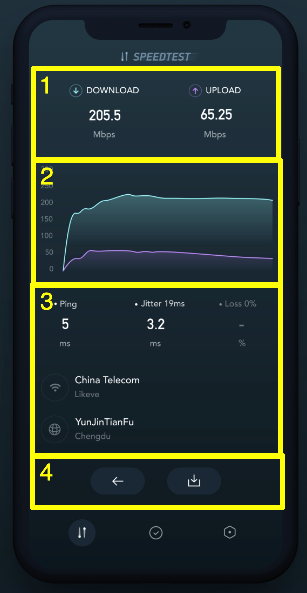 SPEEDTEST
1
DOWNLOAD UPLOAD
205.5 65.25
Mbps Mbps
2
250
200
150
100
50
0
3
• Ping • Jitter 19ms • Loss 0%
5 3.2 –
ms ms %
China Telecom
Likeve
YunJinTianFu
Chengdu
4